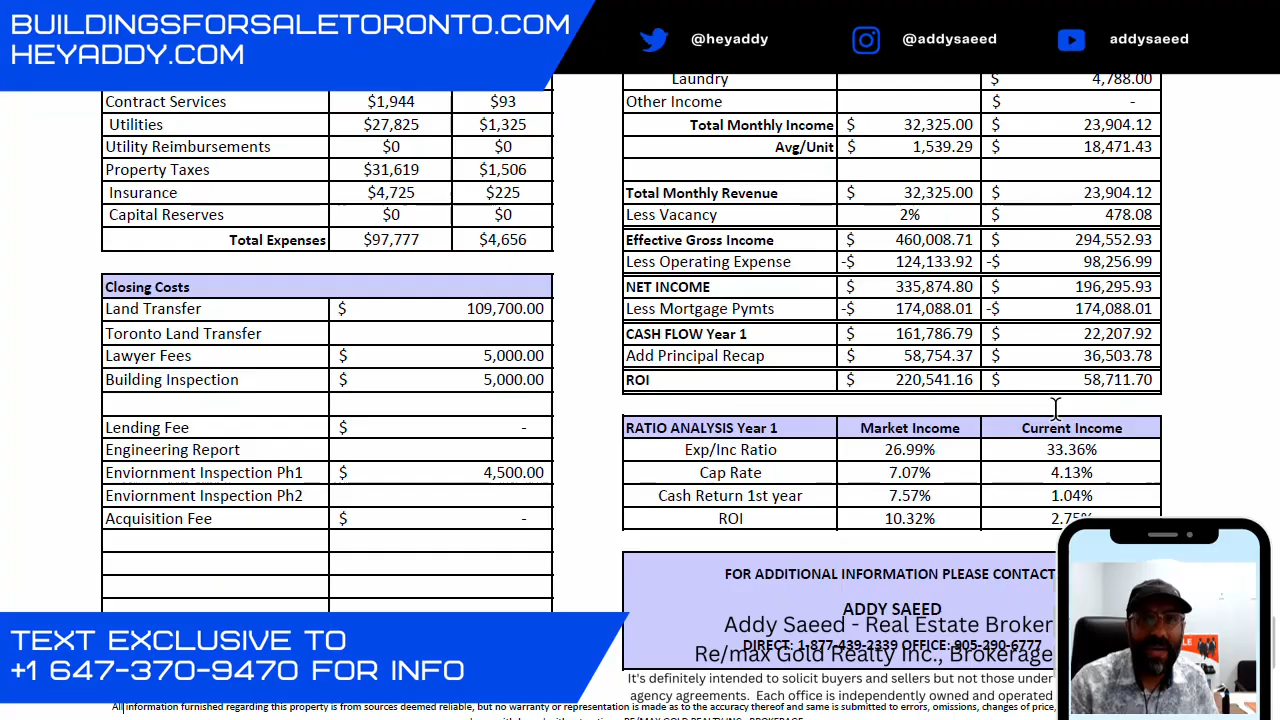 BUILDINGSFORSALETORONTO.COM
HEYADDY.COM
@heyaddy @addysaeed addysaeed
Contract Services $1,944 $93
Utilities $27,825 $1,325
Utility Reimbursements $0 $0
Property Taxes $31,619 $1,506
Insurance $4,725 $225
Capital Reserves $0 $0
Total Expenses $97,777 $4,656
Closing Costs
Land Transfer $ 109,700.00
Toronto Land Transfer
Lawyer Fees $ 5,000.00
Building Inspection $ 5,000.00
Lending Fee $ -
Engineering Report
Enviornment Inspection Ph1 $ 4,500.00
Enviornment Inspection Ph2
Acquisition Fee $ -
Laundry $ 4,788.00
Other Income $ -
Total Monthly Income $ 32,325.00 $ 23,904.12
Avg/Unit $ 1,539.29 $ 18,471.43
Total Monthly Revenue $ 32,325.00 $ 23,904.12
Less Vacancy 2% $ 478.08
Effective Gross Income $ 460,008.71 $ 294,552.93
Less Operating Expense -$ 124,133.92 -$ 98,256.99
NET INCOME $ 335,874.80 $ 196,295.93
Less Mortgage Pymts -$ 174,088.01 -$ 174,088.01
CASH FLOW Year 1 $ 161,786.79 $ 22,207.92
Add Principal Recap $ 58,754.37 $ 36,503.78
ROI $ 220,541.16 $ 58,711.70
RATIO ANALYSIS Year 1 Market Income Current Income
Exp/Inc Ratio 26.99% 33.36%
Cap Rate 7.07% 4.13%
Cash Return 1st year 7.57% 1.04%
ROI 10.32% 2.75%
FOR ADDITIONAL INFORMATION PLEASE CONTACT
ADDY SAEED
Addy Saeed - Real Estate Broker
DIRECT: 1-877-439-2339 OFFICE: 905-290-6777
Re/max Gold Realty Inc., Brokerage
It's definitely intended to solicit buyers and sellers but not those under
agency agreements. Each office is independently owned and operated
TEXT EXCLUSIVE TO
+1 647-370-9470 FOR INFO
All information furnished regarding this property is from sources deemed reliable, but no warranty or representation is made as to the accuracy thereof and same is submitted to errors, omissions, changes of price,